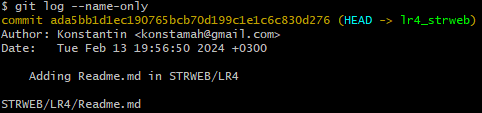 $ git log --name-only
commit ada5bb1d1ec190765bcb70d199c1e1c6c830d276 (HEAD -> lr4_strweb)
Author: Konstantin <konstamah@gmail.com>
Date:   Tue Feb 13 19:56:50 2024 +0300

    Adding Readme.md in STRWEB/LR4

STRWEB/LR4/Readme.md